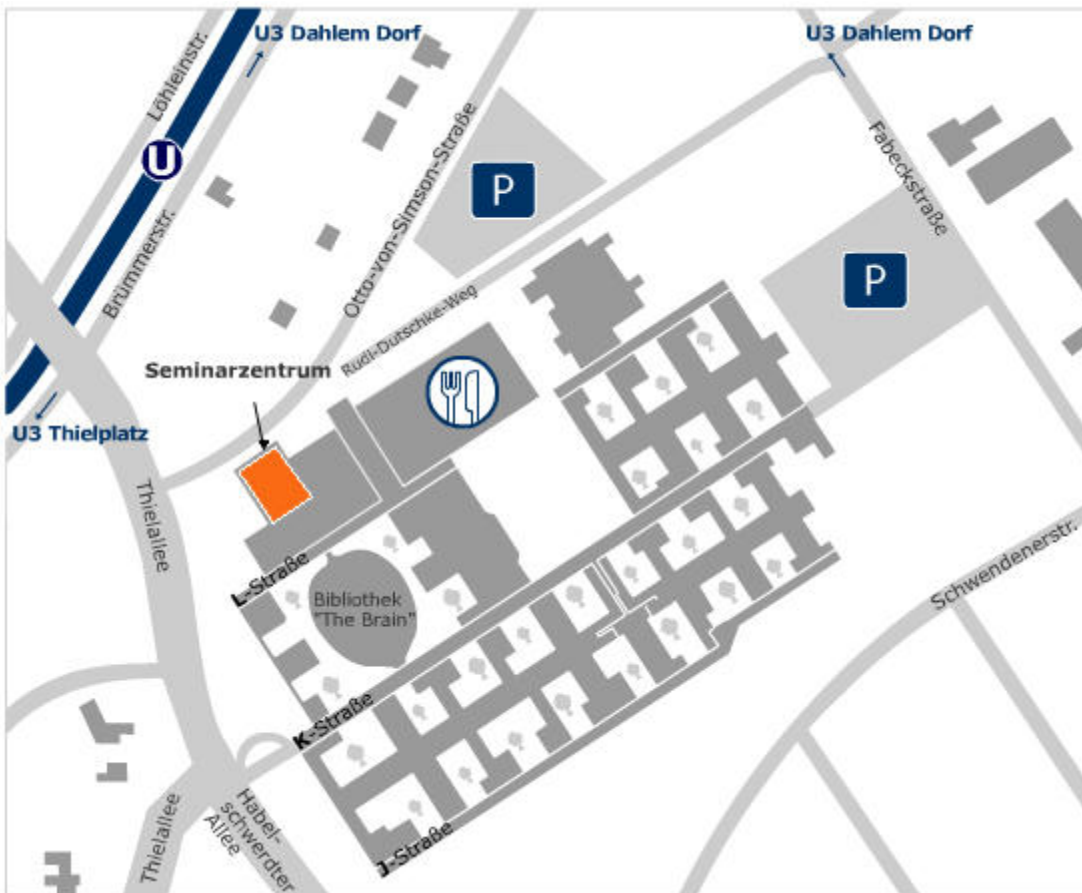 U3 Dahlem Dorf
U3 Dahlem Dorf
Löhleinstr.
U
Brümmerstr.
Otto-von-Simson-Straße
P
Fabeckstraße
P
Rudi-Dutschke-Weg
Seminarzentrum
U3 Thielplatz
Thielallee
L-Straße
Bibliothek
"The Brain"
Schwendenerstr.
K-Straße
Thielallee
Habel-
schwerdter
Allee
J-Straße